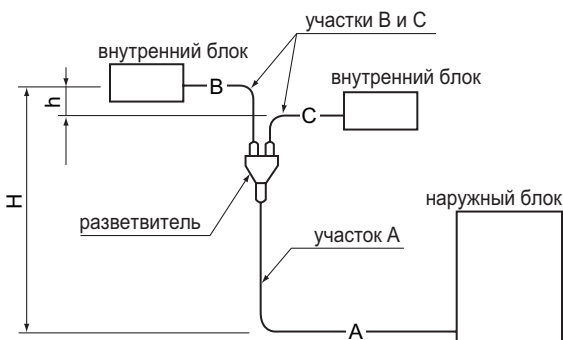 участки В и С
внутренний блок
внутренний блок
B
h
C
H
разветвитель
наружный блок
участок А
A